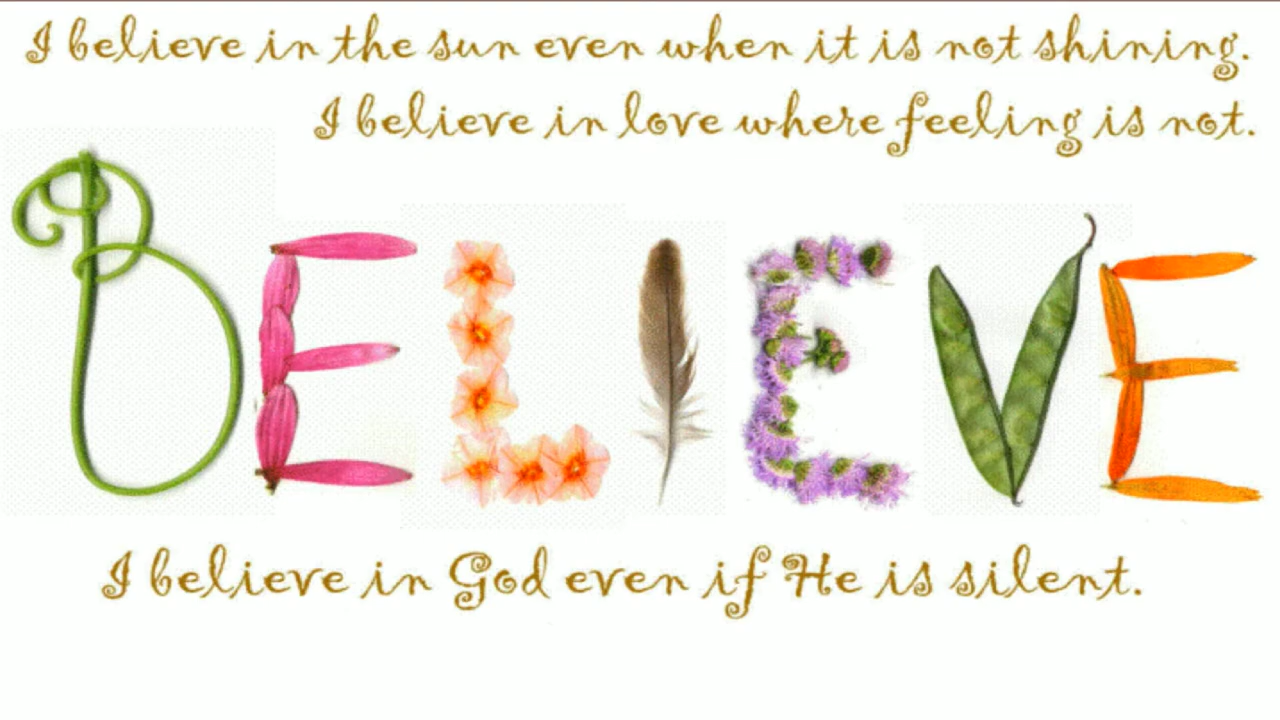 I believe in the sun even when it is not shining.
I believe in love where feeling is not.
BELIEVE
I believe in God even if He is silent.